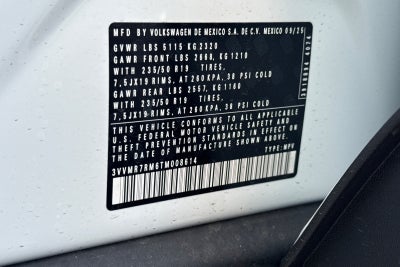 MFD BY VOLKSWAGEN DE MEXICO S.A. DE C.V. MEXICO 09/25
GVWR LBS 5115 KG2320
GAWR FRONT LBS 2668, KG1210
WITH 235/50 R19 TIRES,
7,5JX19 RIMS, AT 260KPA, 38 PSI COLD
GAWR REAR LBS 2557, KG1160
WITH 235/50 R19 TIRES,
7,5JX19 RIMS, AT 260KPA, 38 PSI COLD
THIS VEHICLE CONFORMS TO ALL APPLICABLE
U.S. FEDERAL MOTOR VEHICLE SAFETY AND
THEFT PREVENTION STANDARDS IN EFFECT ON
THE DATE OF MANUFACTURE SHOWN ABOVE.
3VVMR7RM6TM008614 TYPE: MPV